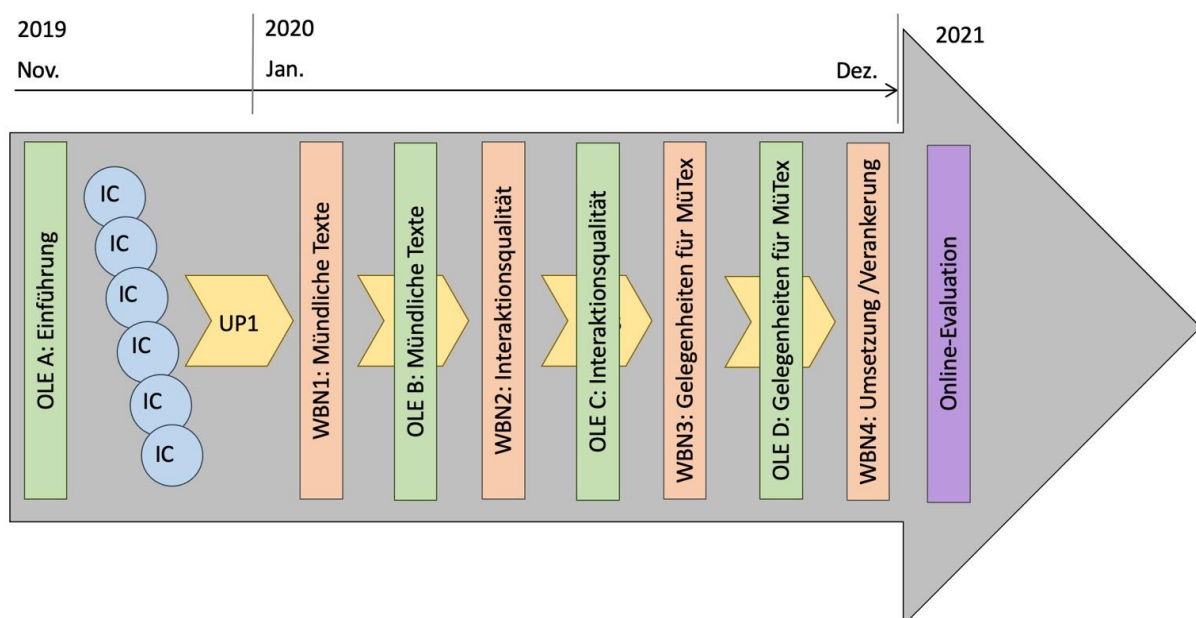 2019
2020
2021
Nov.
Jan.
Dez.
OLE A: Einführung
IC
IC
IC
IC
IC
IC
UP1
WBN1: Mündliche Texte
OLE B: Mündliche Texte
WBN2: Interaktionsqualität
OLE C: Interaktionsqualität
WBN3: Gelegenheiten für MüTex
OLE D: Gelegenheiten für MüTex
WBN4: Umsetzung /Verankerung
Online-Evaluation